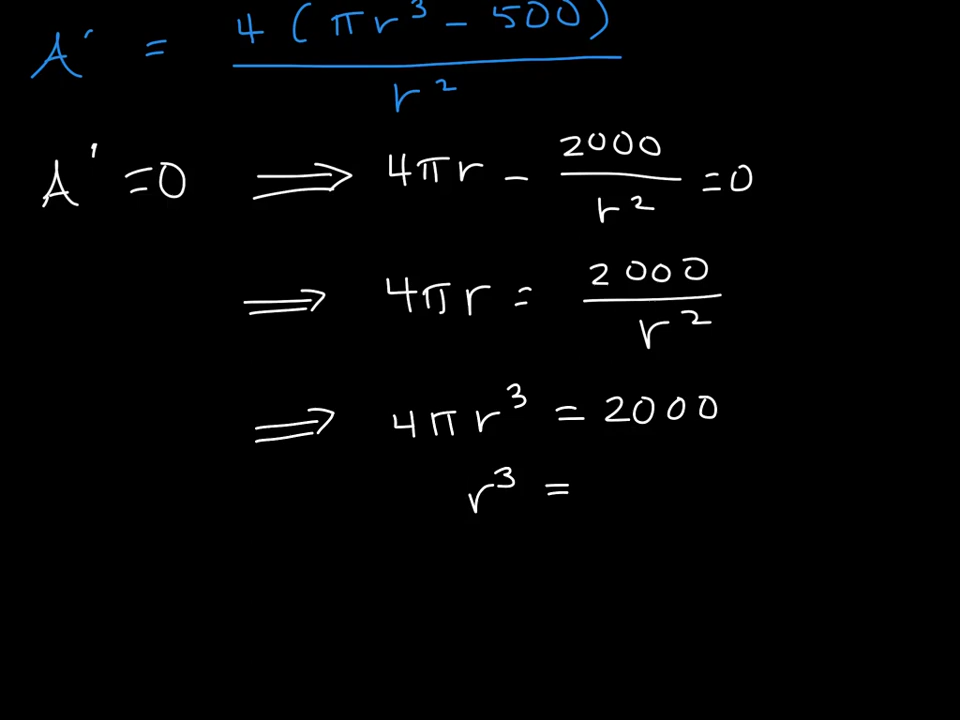 A' = 4 ( πr³ - 500) / r²
A' = 0 ⟹ 4πr - 2000 / r² = 0
⟹ 4πr = 2000 / r²
⟹ 4πr³ = 2000
r³ =